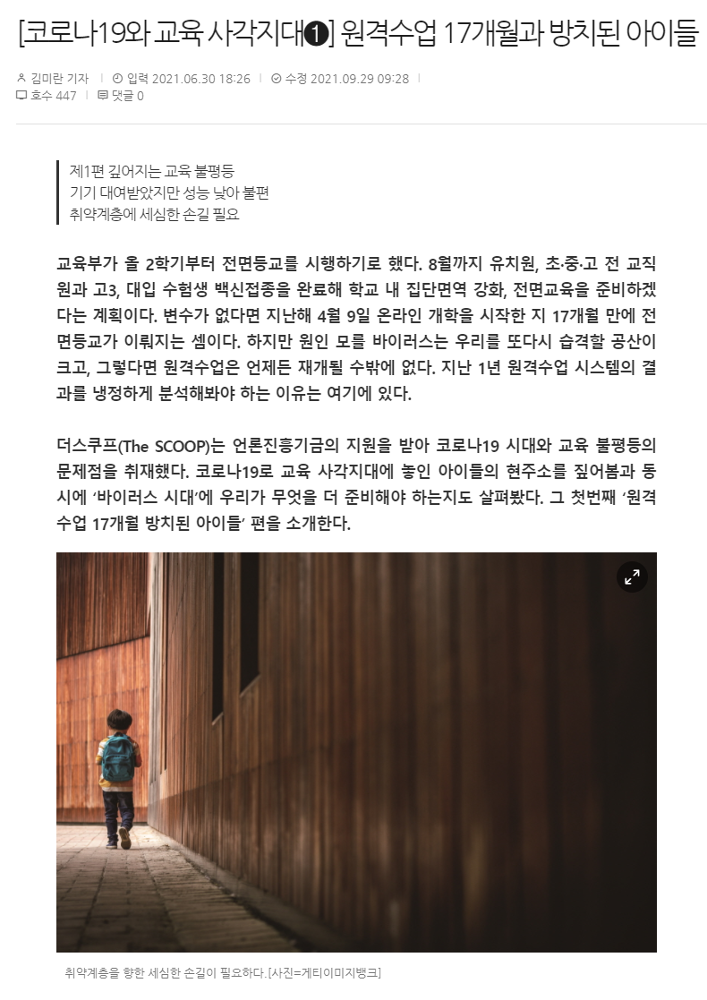 [코로나19와 교육 사각지대❶] 원격수업 17개월과 방치된 아이들
김미란 기자 입력 2021.06.30 18:26 수정 2021.09.29 09:28
호수 447 댓글 0
제1편 깊어지는 교육 불평등
기기 대여받았지만 성능 낮아 불편
취약계층에 세심한 손길 필요
교육부가 올 2학기부터 전면등교를 시행하기로 했다. 8월까지 유치원, 초·중·고 전 교직
원과 고3, 대입 수험생 백신접종을 완료해 학교 내 집단면역 강화, 전면교육을 준비하겠
다는 계획이다. 변수가 없다면 지난해 4월 9일 온라인 개학을 시작한 지 17개월 만에 전
면등교가 이뤄지는 셈이다. 하지만 원인 모를 바이러스는 우리를 또다시 습격할 공산이
크고, 그렇다면 원격수업은 언제든 재개될 수밖에 없다. 지난 1년 원격수업 시스템의 결
과를 냉정하게 분석해봐야 하는 이유는 여기에 있다.
더스쿠프(The SCOOP)는 언론진흥기금의 지원을 받아 코로나19 시대와 교육 불평등의
문제점을 취재했다. 코로나19로 교육 사각지대에 놓인 아이들의 현주소를 짚어봄과 동
시에 ‘바이러스 시대’에 우리가 무엇을 더 준비해야 하는지도 살펴봤다. 그 첫번째 ‘원격
수업 17개월 방치된 아이들’ 편을 소개한다.
취약계층을 향한 세심한 손길이 필요하다.[사진=게티이미지뱅크]